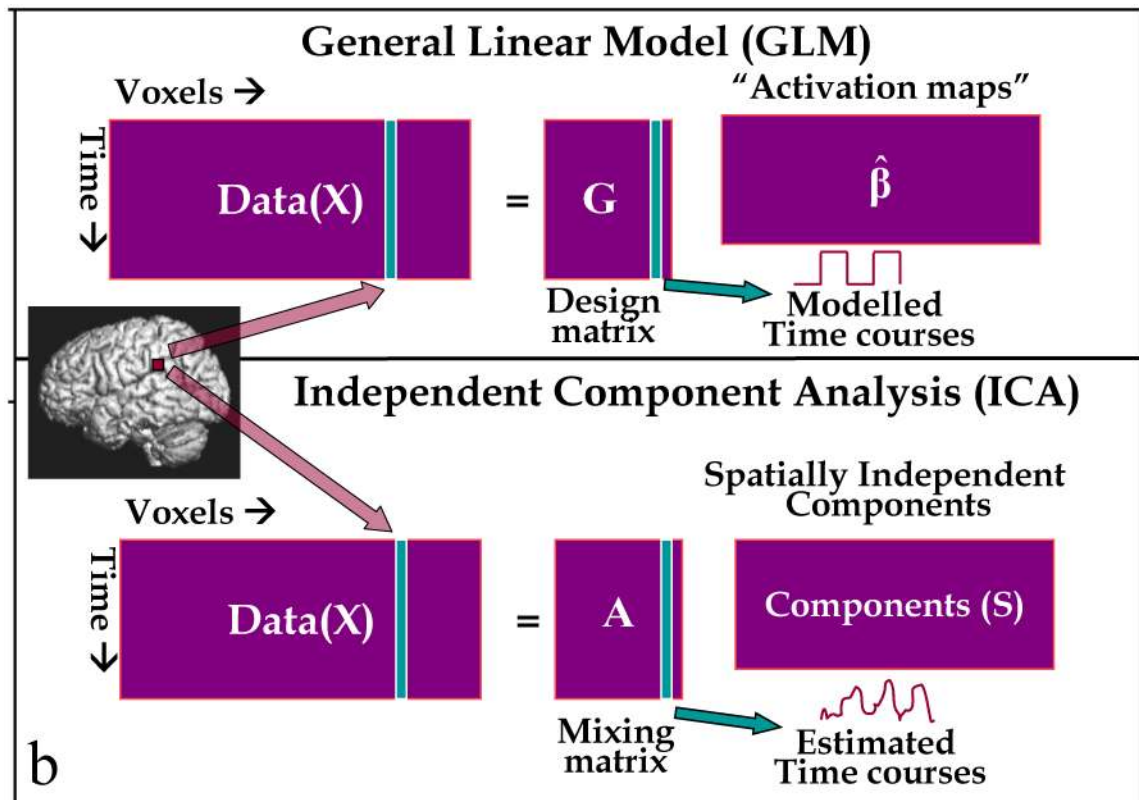 General Linear Model (GLM)
Voxels →
"Activation maps"
Time →
Data(X)
=
G
β̂
Design
matrix
Modelled
Time courses
Independent Component Analysis (ICA)
Spatially Independent
Components
Voxels →
Time →
Data(X)
=
A
Components (S)
Mixing
matrix
Estimated
Time courses
b